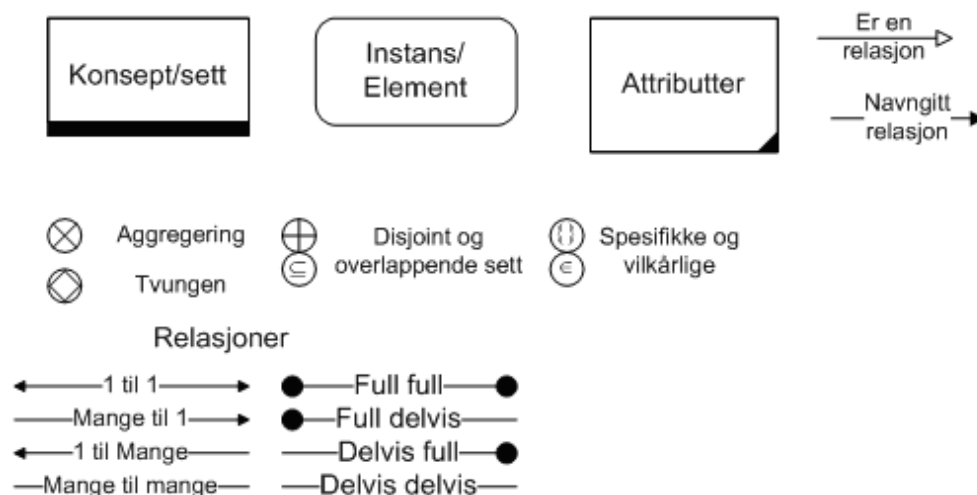 Konsept/sett
Instans/
Element
Attributter
Er en
relasjon
Navngitt
relasjon
Aggregering
Tvungen
Disjoint og
overlappende sett
Spesifikke og
vilkårlige
Relasjoner
1 til 1
Mange til 1
1 til Mange
Mange til mange
Full full
Full delvis
Delvis full
Delvis delvis